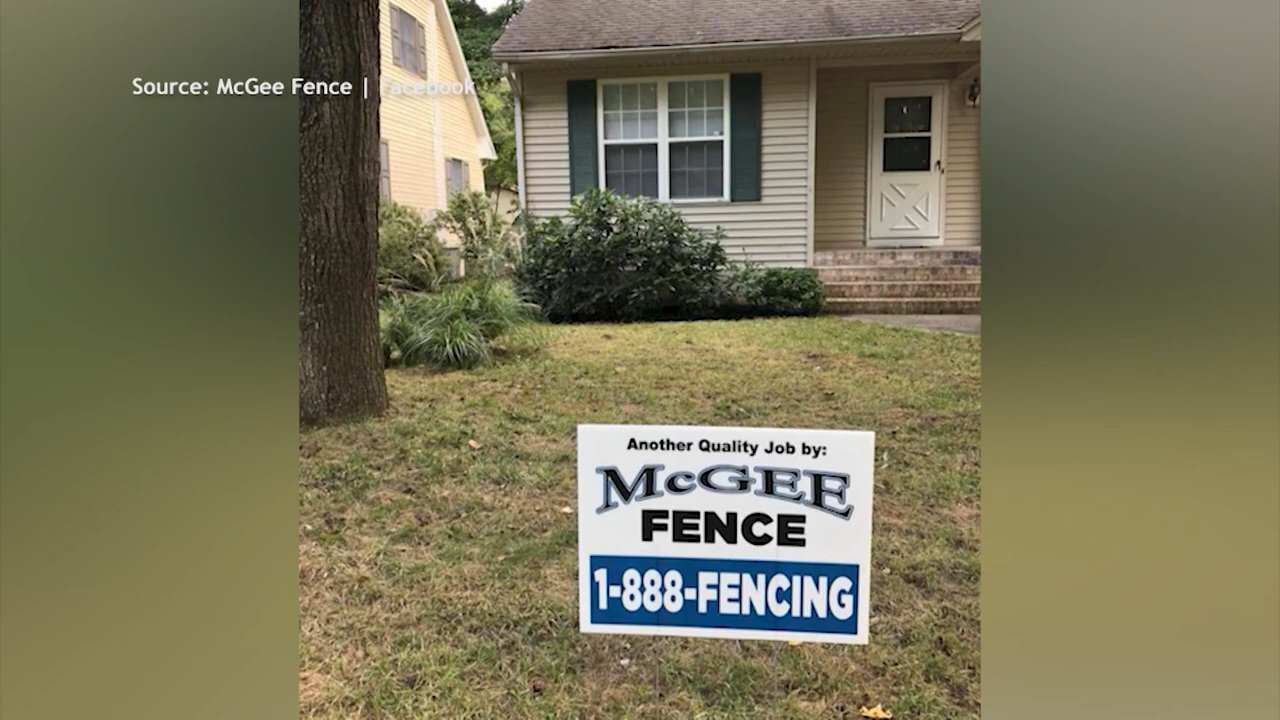 Source: McGee Fence | Facebook
Another Quality Job by:
McGEE
FENCE
1-888-FENCING